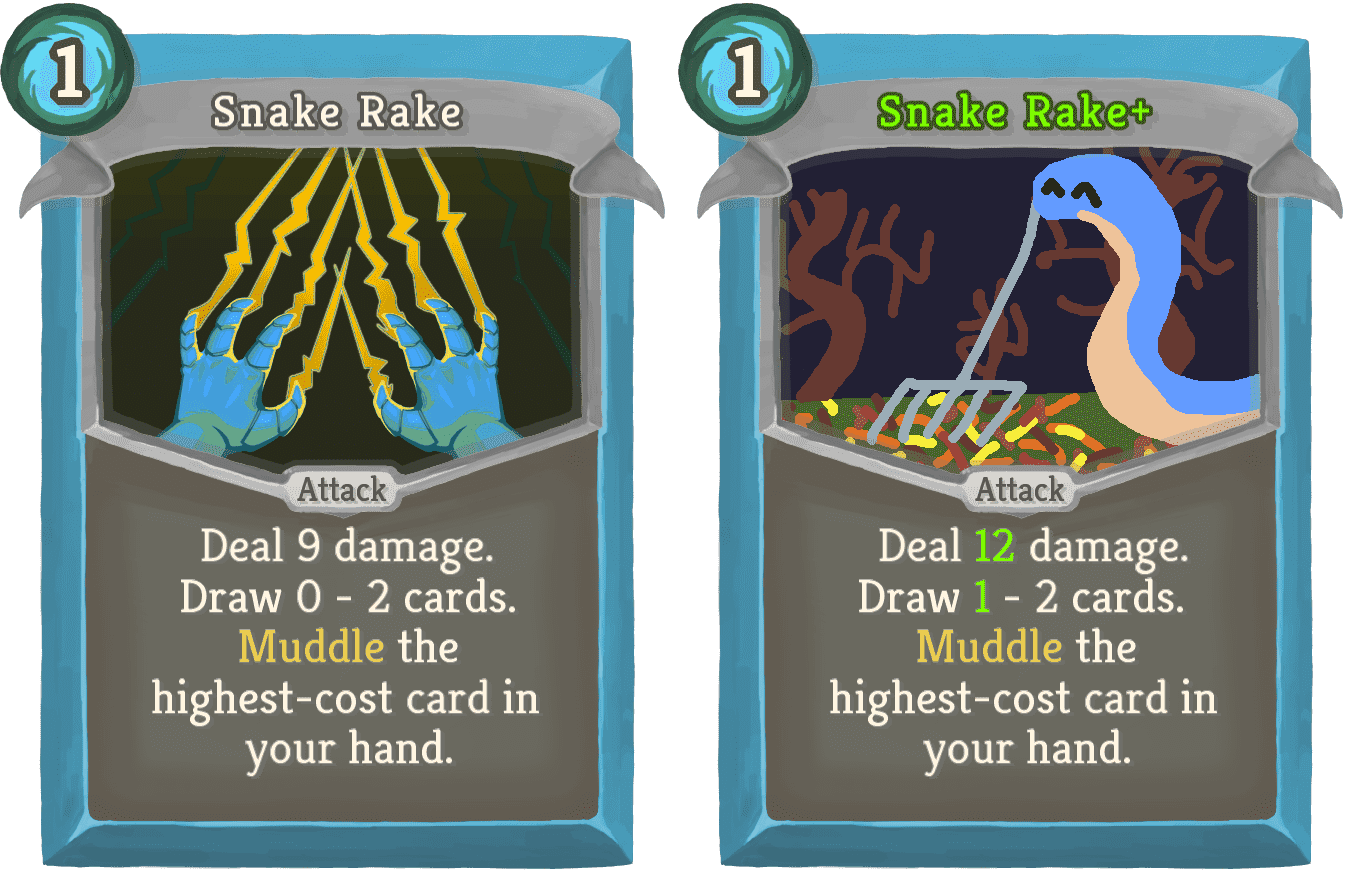 1
Snake Rake
Attack
Deal 9 damage.
Draw 0 - 2 cards.
Muddle the
highest-cost card in
your hand.
1
Snake Rake+
Attack
Deal 12 damage.
Draw 1 - 2 cards.
Muddle the
highest-cost card in
your hand.